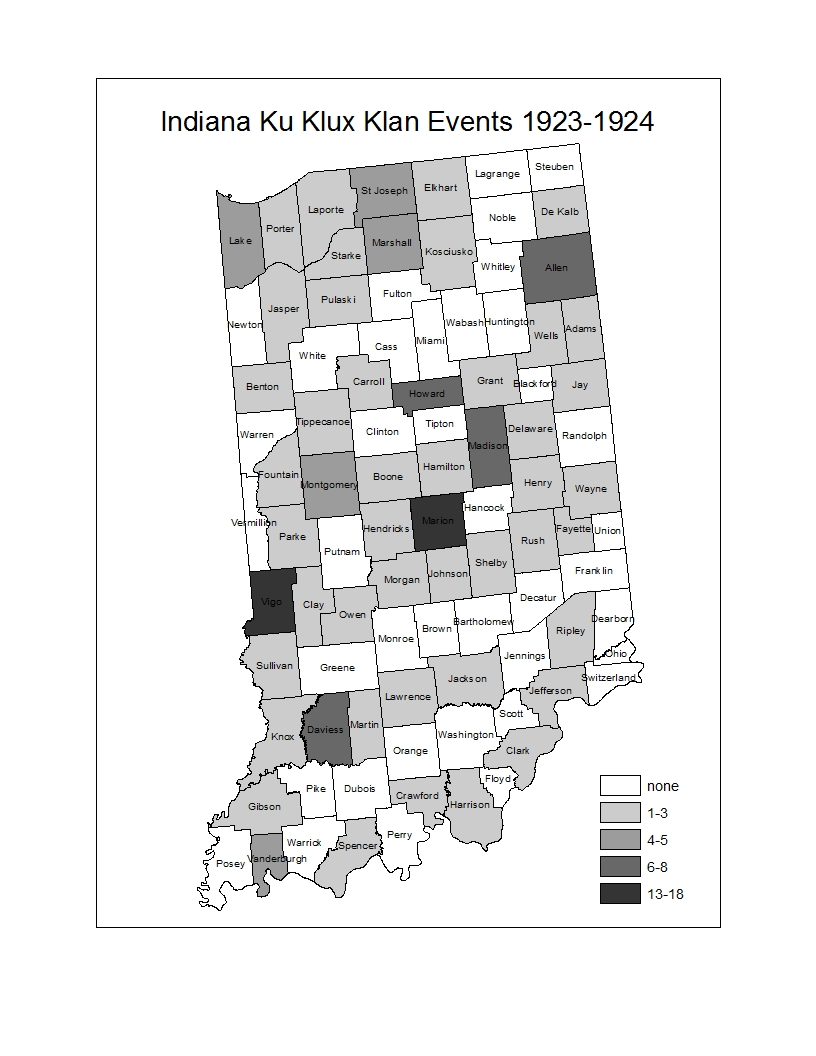 Indiana Ku Klux Klan Events 1923-1924
Steuben
Lagrange
St Joseph
Elkhart
Laporte
De Kalb
Noble
Porter
Lake
Marshall
Kosciusko
Starke
Whitley
Allen
Fulton
Pulaski
Jasper
Newton
Wabash
Huntington
Adams
Wells
Miami
Cass
White
Carroll
Grant
Blackford
Jay
Benton
Howard
Tippecanoe
Tipton
Clinton
Delaware
Randolph
Warren
Madison
Hamilton
Boone
Fountain
Montgomery
Henry
Wayne
Hancock
Marion
Vermillion
Hendricks
Fayette
Union
Parke
Rush
Putnam
Shelby
Franklin
Johnson
Morgan
Decatur
Vigo
Clay
Owen
Dearborn
Bartholomew
Brown
Ripley
Monroe
Ohio
Jennings
Sullivan
Greene
Switzerland
Jackson
Jefferson
Lawrence
Scott
Martin
Daviess
Knox
Washington
Orange
Clark
Floyd
Pike
Dubois
Crawford
Harrison
Gibson
Perry
Warrick
Spencer
Vanderburgh
Posey
none
1-3
4-5
6-8
13-18